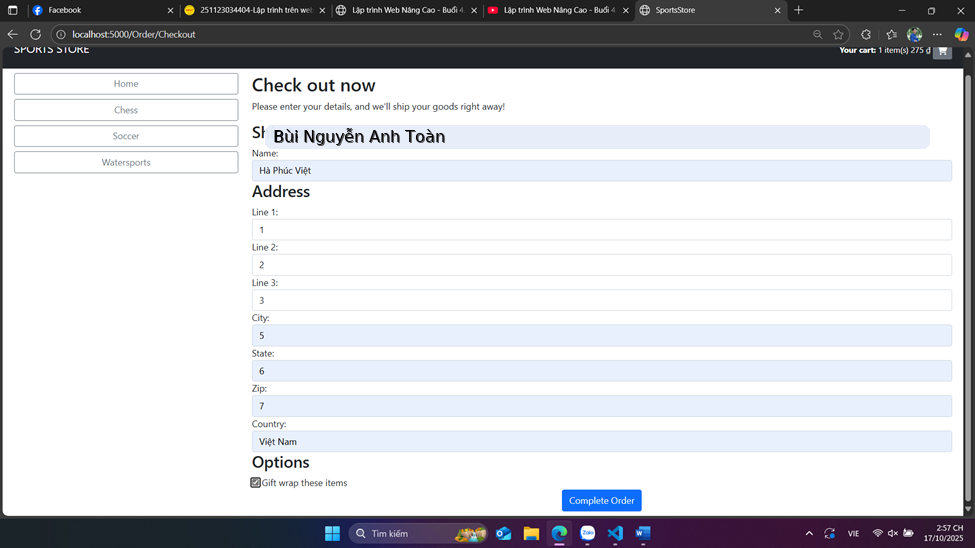 Facebook
251123034404-Lập trình trên web
Lập trình Web Nâng Cao - Buổi 4
Lập trình Web Nâng Cao - Buổi 4
SportsStore
localhost:5000/Order/Checkout
SPORTS STORE
Your cart: 1 item(s) 275 ₫
Home
Chess
Soccer
Watersports
Check out now
Please enter your details, and we'll ship your goods right away!
Bùi Nguyễn Anh Toàn
Name:
Hà Phúc Việt
Address
Line 1:
1
Line 2:
2
Line 3:
3
City:
5
State:
6
Zip:
7
Country:
Việt Nam
Options
Gift wrap these items
Complete Order
Tìm kiếm
Zalo
VIE
2:57 CH
17/10/2025